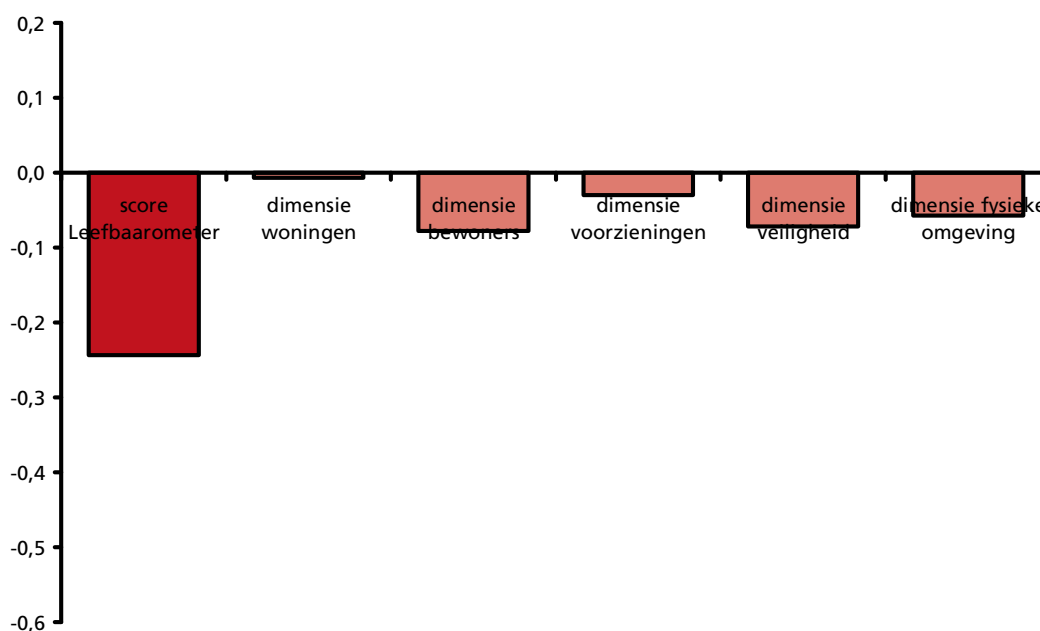 0,2
0,1
0,0
score
Leefbaarometer
dimensie
woningen
dimensie
bewoners
dimensie
voorzieningen
dimensie
veiligheid
dimensie fysieke
omgeving
-0,1
-0,2
-0,3
-0,4
-0,5
-0,6